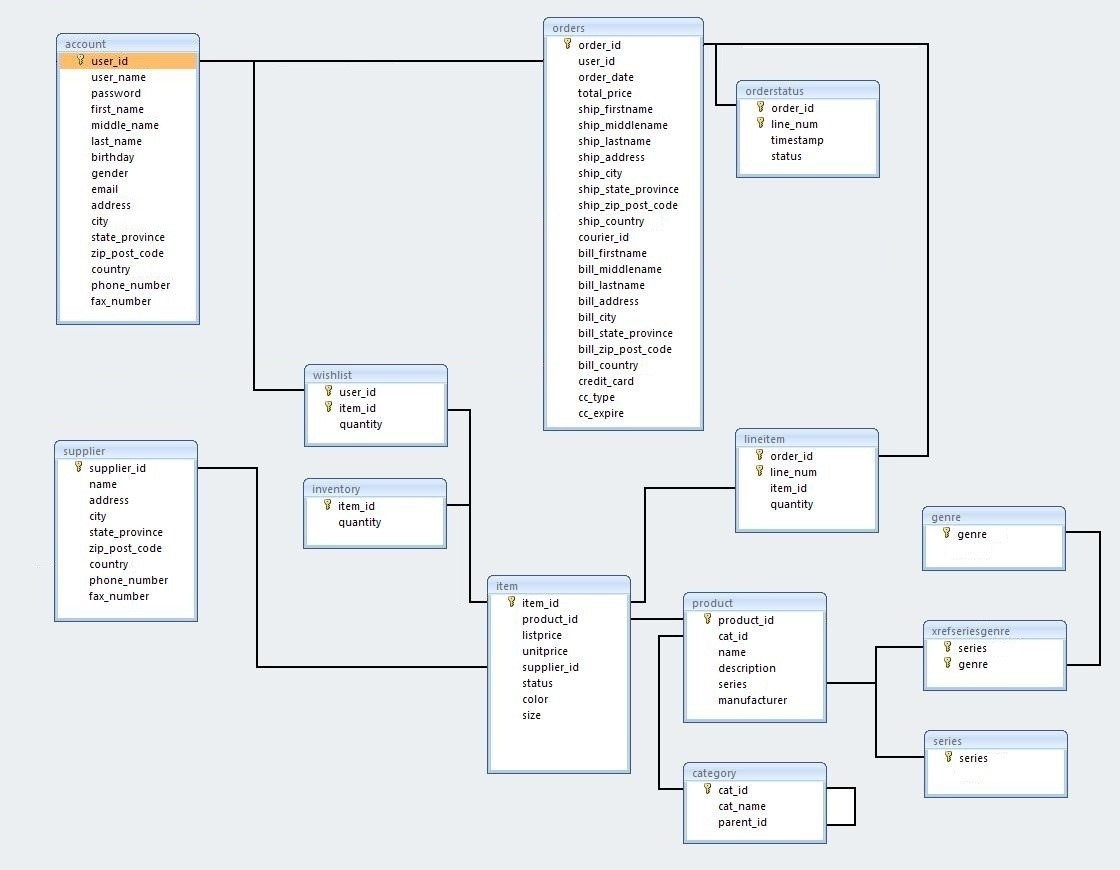 account
user_id
user_name
password
first_name
middle_name
last_name
birthday
gender
email
address
city
state_province
zip_post_code
country
phone_number
fax_number
orders
order_id
user_id
order_date
total_price
ship_firstname
ship_middlename
ship_lastname
ship_address
ship_city
ship_state_province
ship_zip_post_code
ship_country
courier_id
bill_firstname
bill_middlename
bill_lastname
bill_address
bill_city
bill_state_province
bill_zip_post_code
bill_country
credit_card
cc_type
cc_expire
orderstatus
order_id
line_num
timestamp
status
wishlist
user_id
item_id
quantity
supplier
supplier_id
name
address
city
state_province
zip_post_code
country
phone_number
fax_number
inventory
item_id
quantity
lineitem
order_id
line_num
item_id
quantity
genre
genre
item
item_id
product_id
listprice
unitprice
supplier_id
status
color
size
product
product_id
cat_id
name
description
series
manufacturer
xrefseriesgenre
series
genre
series
series
category
cat_id
cat_name
parent_id